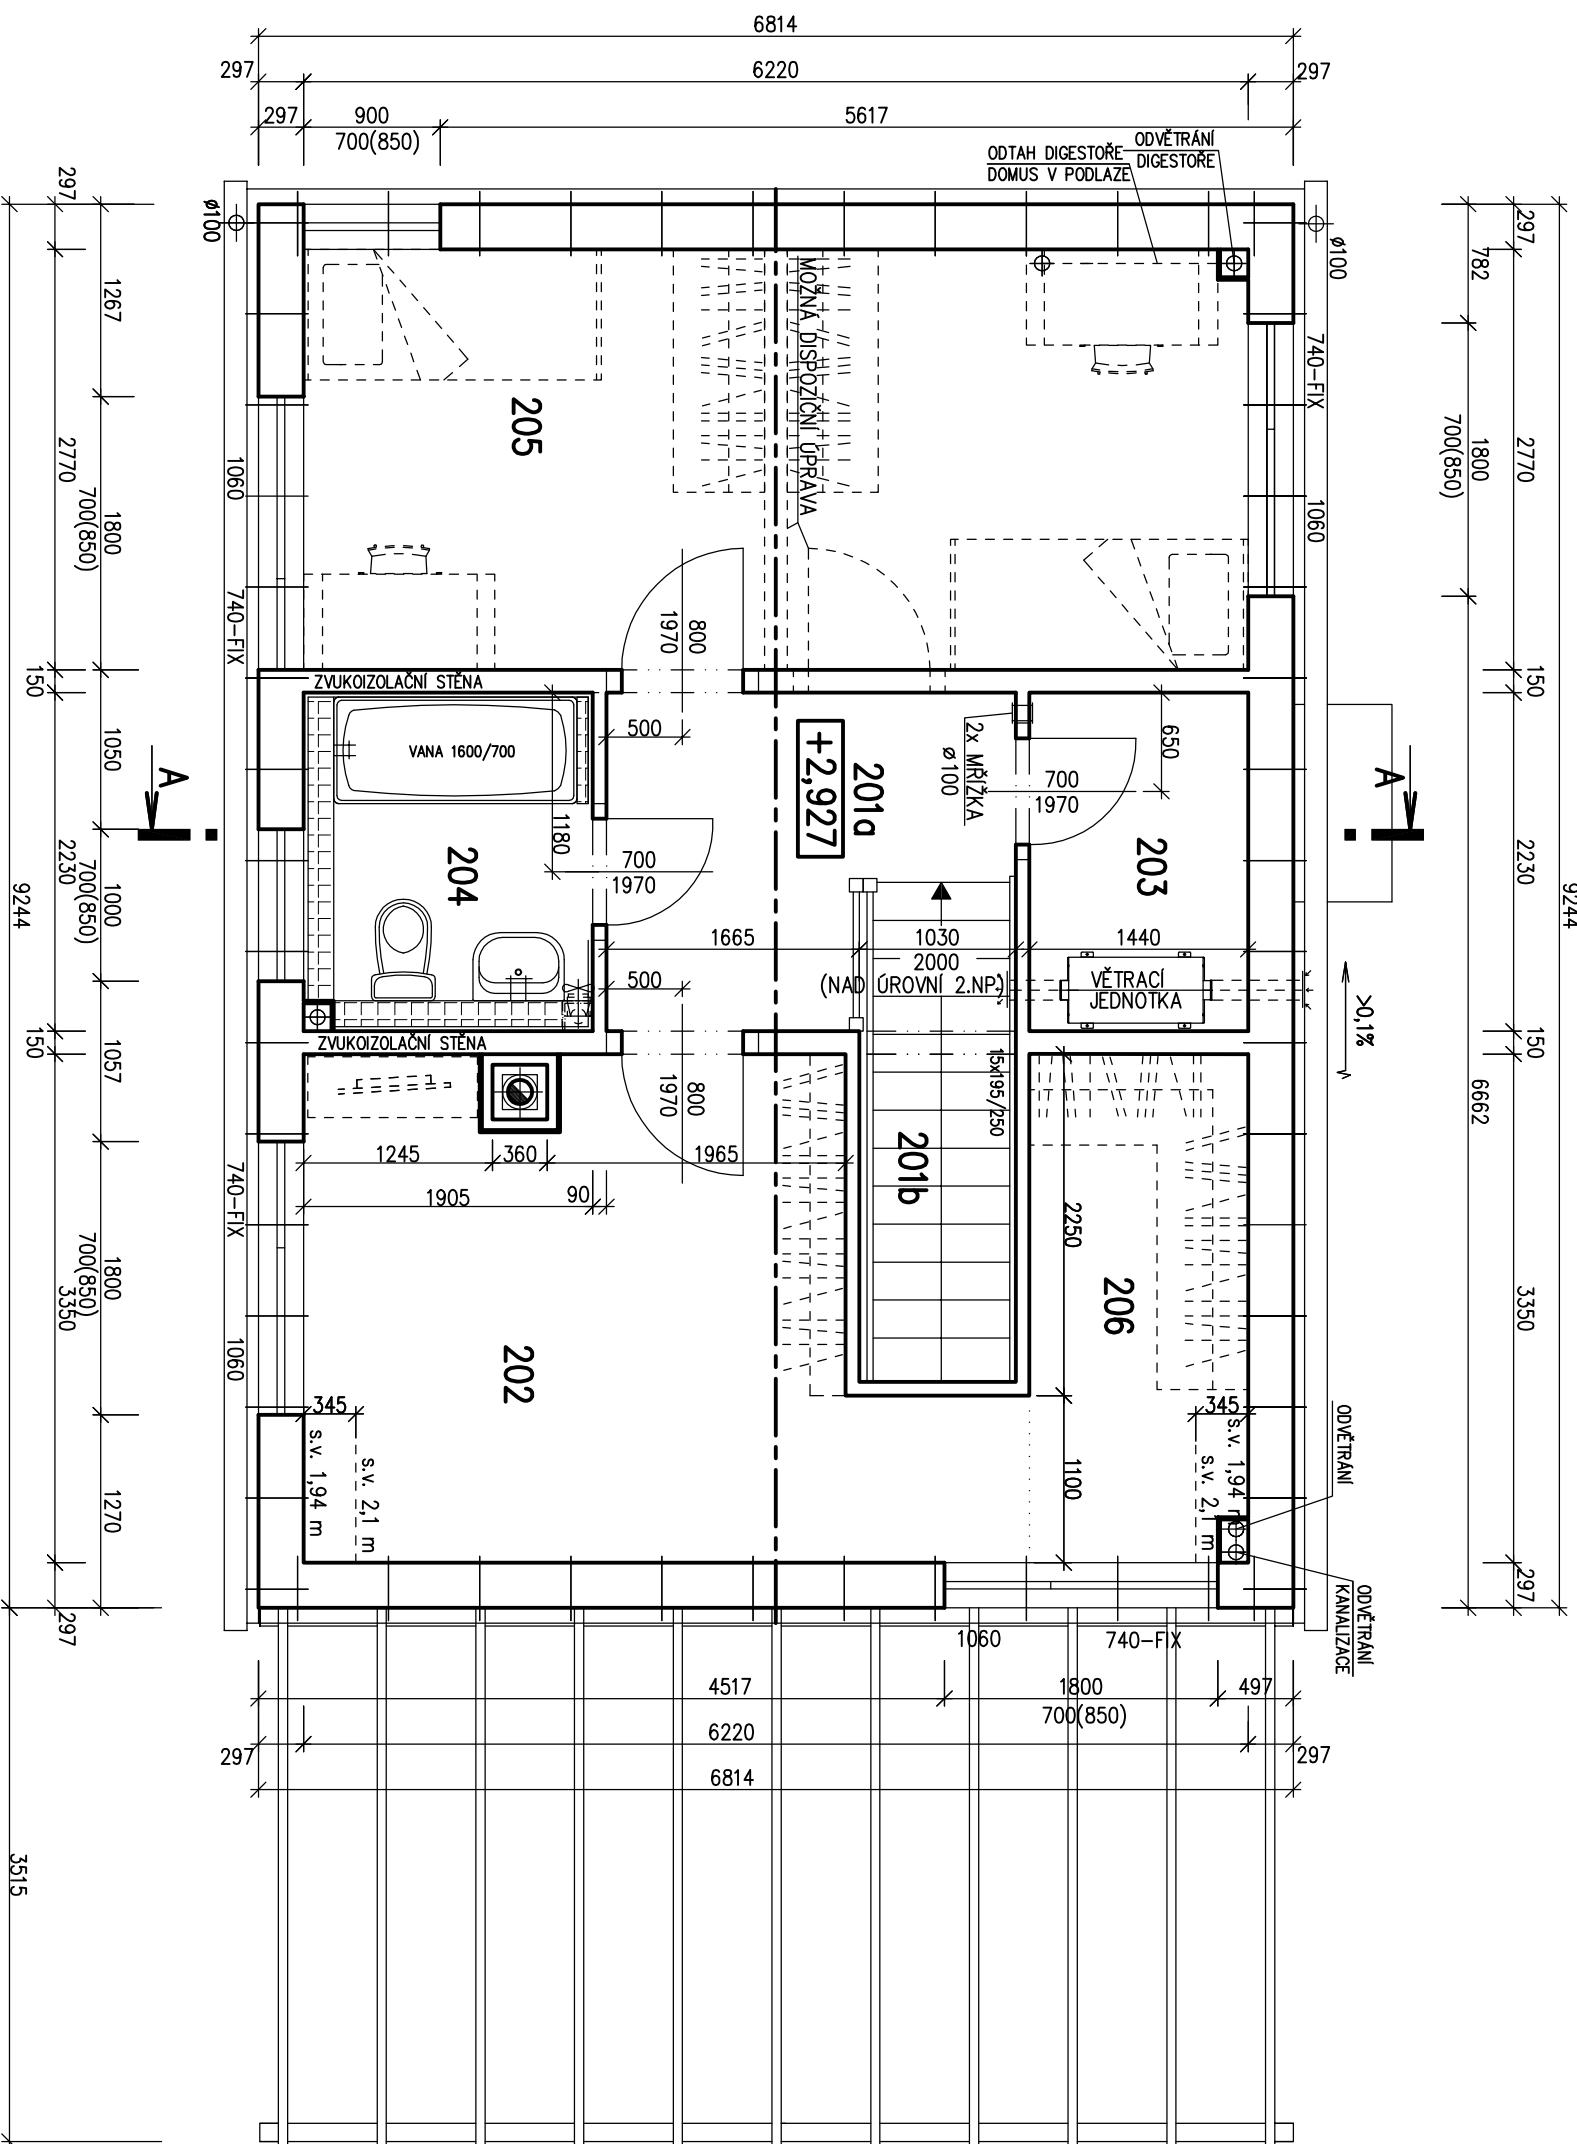 6814
297
6220
297
297
900
700(850)
5617
ODTAH DIGESTOŘE
DOMUS V PODLAZE
ODVĚTRÁNÍ
DIGESTOŘE
ø100
ø100
297
1267
2770
1800
700(850)
150
1050
2230
1000
700(850)
150
1057
1800
700(850)
3350
1270
297
9244
3515
9244
297
782
2770
1800
700(850)
150
2230
150
6662
3350
297
740-FIX
1060
1060
740-FIX
740-FIX
1060
MOŽNÁ DISPOZIČNÍ ÚPRAVA
205
800
1970
ZVUKOIZOLAČNÍ STĚNA
VANA 1600/700
500
1180
700
1970
204
+2,927
201a
2x MŘÍŽKA
ø100
650
700
1970
203
A
A
>0,1%
1665
1030
1440
2000
(NAD ÚROVNÍ 2.NP)
VĚTRACÍ
JEDNOTKA
500
ZVUKOIZOLAČNÍ STĚNA
800
1970
15x195/250
201b
1245
360
1965
1905
90
2250
206
202
1100
345
s.v. 1,94 m
s.v. 2,1 m
345
s.v. 1,94 m
s.v. 2,1 m
ODVĚTRÁNÍ
ODVĚTRÁNÍ
KANALIZACE
1060
740-FIX
4517
1800
700(850)
497
6220
297
297
6814